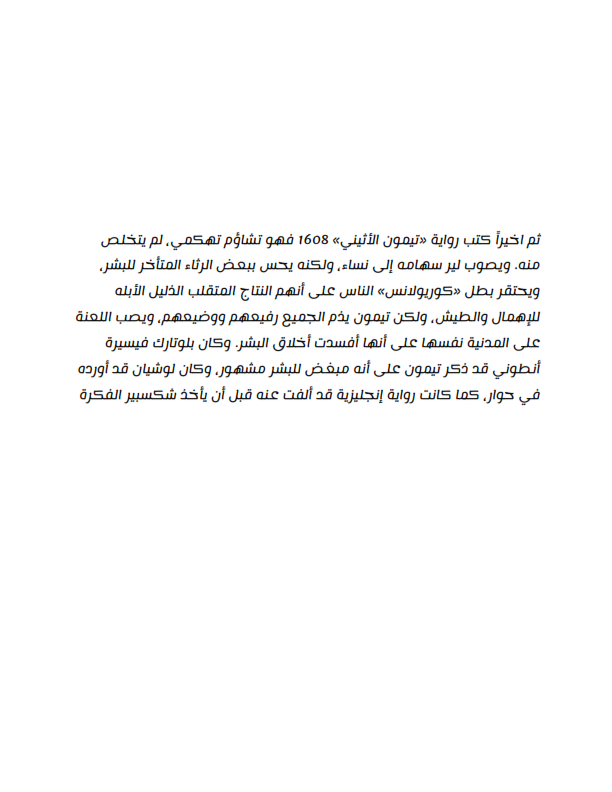 ثم اخيراً كتب رواية «تيمون الأثيني» 1608 فهو تشاؤم تهكمي، لم يتخلص
منه. ويصوب لير سهامه إلى نساء، ولكنه يحس ببعض الرثاء المتأخر للبشر،
ويحتقر بطل «كوريولانس» الناس على أنهم النتاج المتقلب الذليل الأبله
للإهمال والطيش، ولكن تيمون يذم الجميع رفيعهم ووضيعهم، ويصب اللعنة
على المدنية نفسها على أنها أفسدت أخلاق البشر. وكان بلوتارك فيسيرة
أنطوني قد ذكر تيمون على أنه مبغض للبشر مشهور، وكان لوشيان قد أورده
في حوار، كما كانت رواية إنجليزية قد ألفت عنه قبل أن يأخذ شكسبير الفكرة